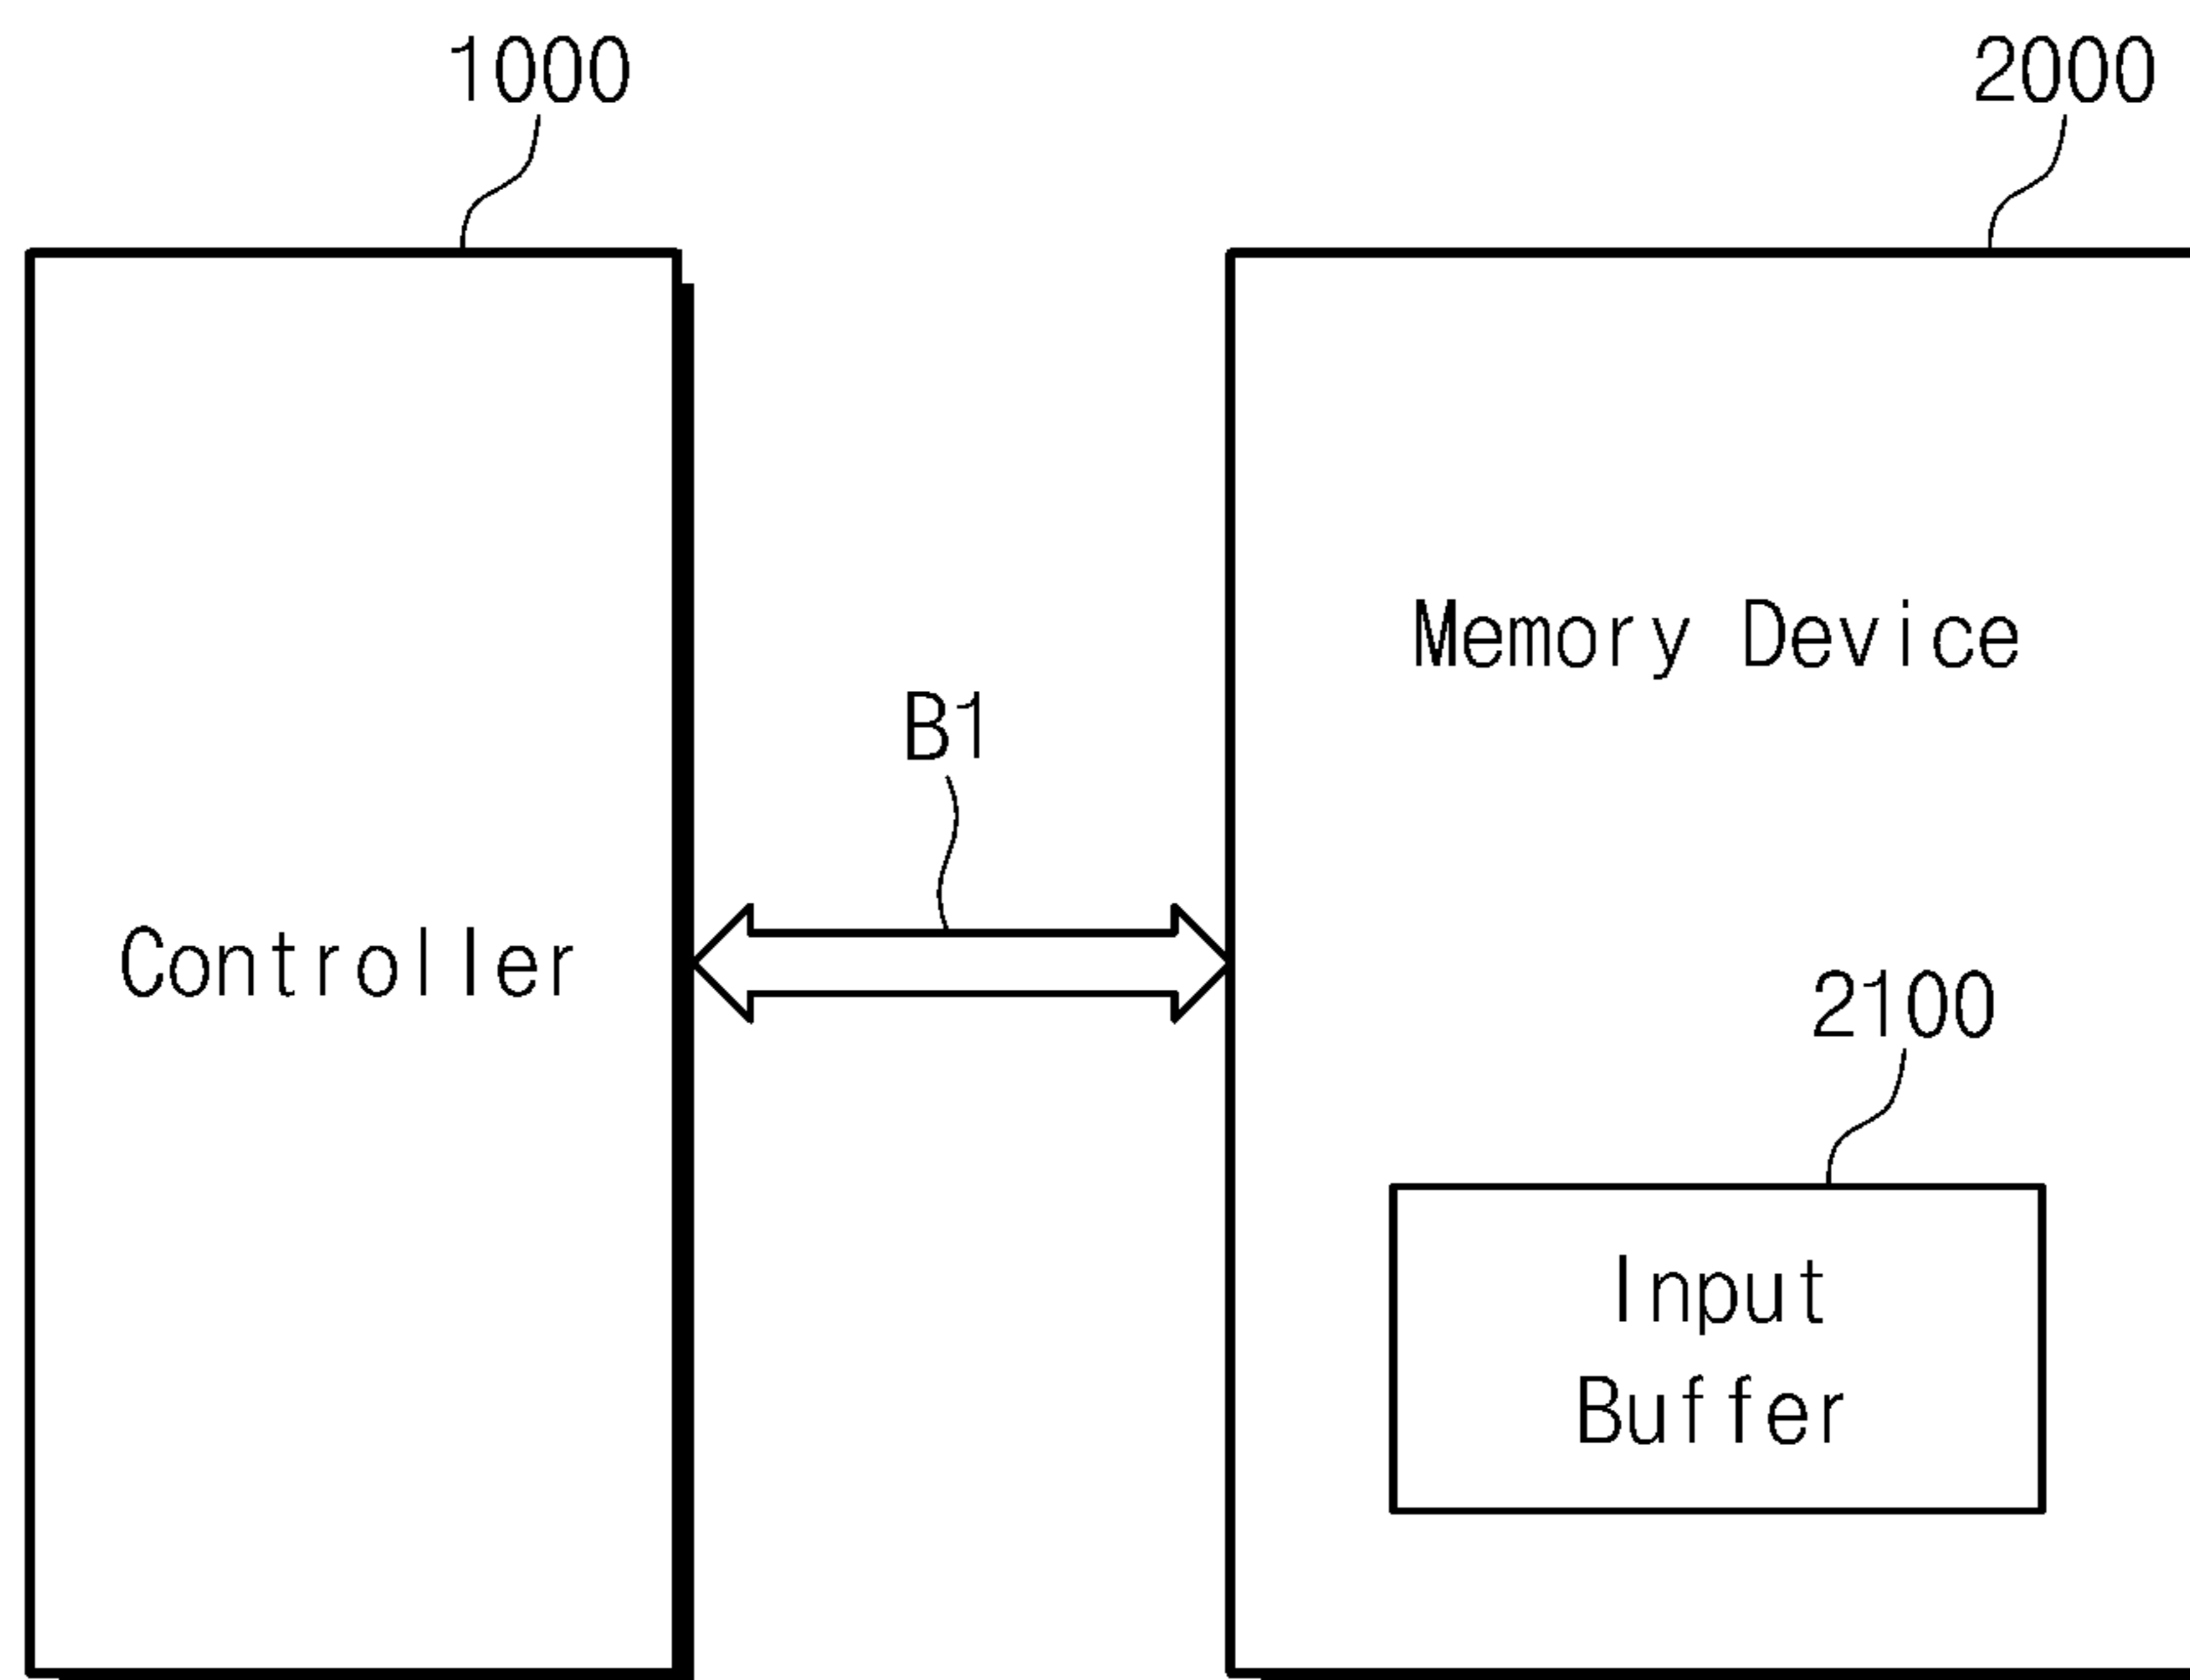 1000
2000
Memory Device
B1
Controller
2100
Input
Buffer